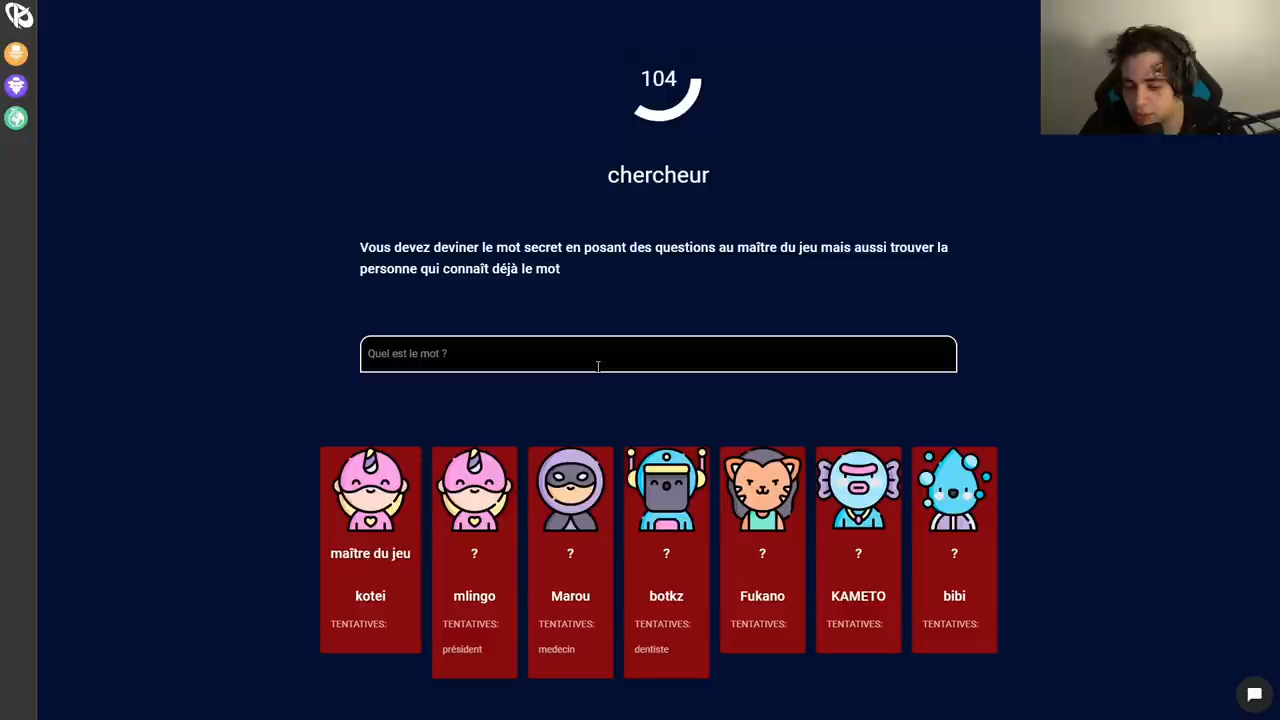 104
chercheur
Vous devez deviner le mot secret en posant des questions au maître du jeu mais aussi trouver la
personne qui connaît déjà le mot
Quel est le mot ?
maître du jeu
kotei
TENTATIVES:
?
mlingo
TENTATIVES:
président
?
Marou
TENTATIVES:
medecin
?
botkz
TENTATIVES:
dentiste
?
Fukano
TENTATIVES:
?
KAMETO
TENTATIVES:
?
bibi
TENTATIVES: